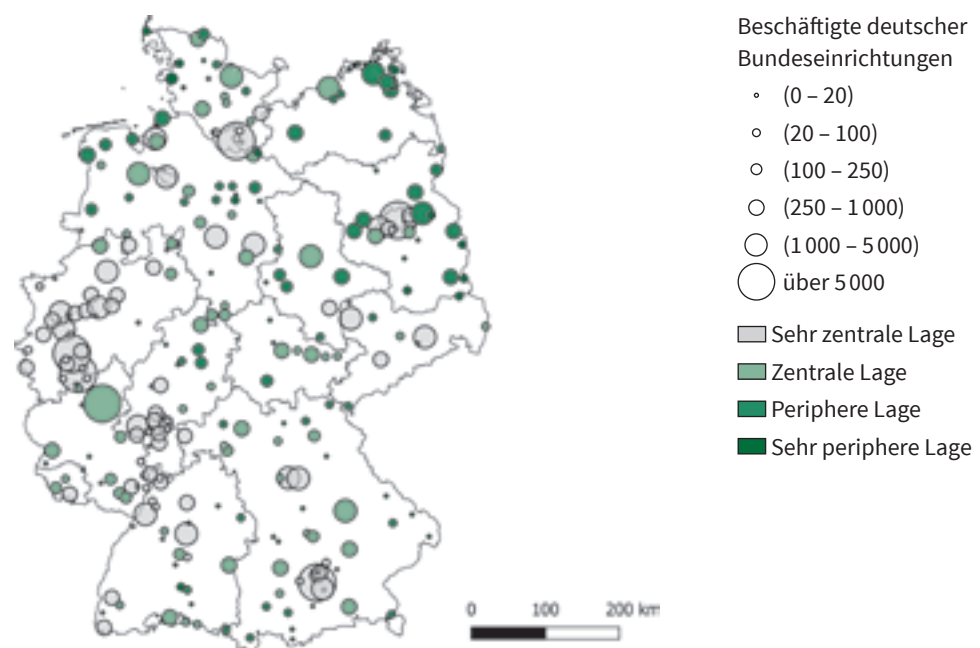 Beschäftigte deutscher
Bundeseinrichtungen
(0 – 20)
(20 – 100)
(100 – 250)
(250 – 1 000)
(1 000 – 5 000)
über 5 000
Sehr zentrale Lage
Zentrale Lage
Periphere Lage
Sehr periphere Lage
0 100 200 km